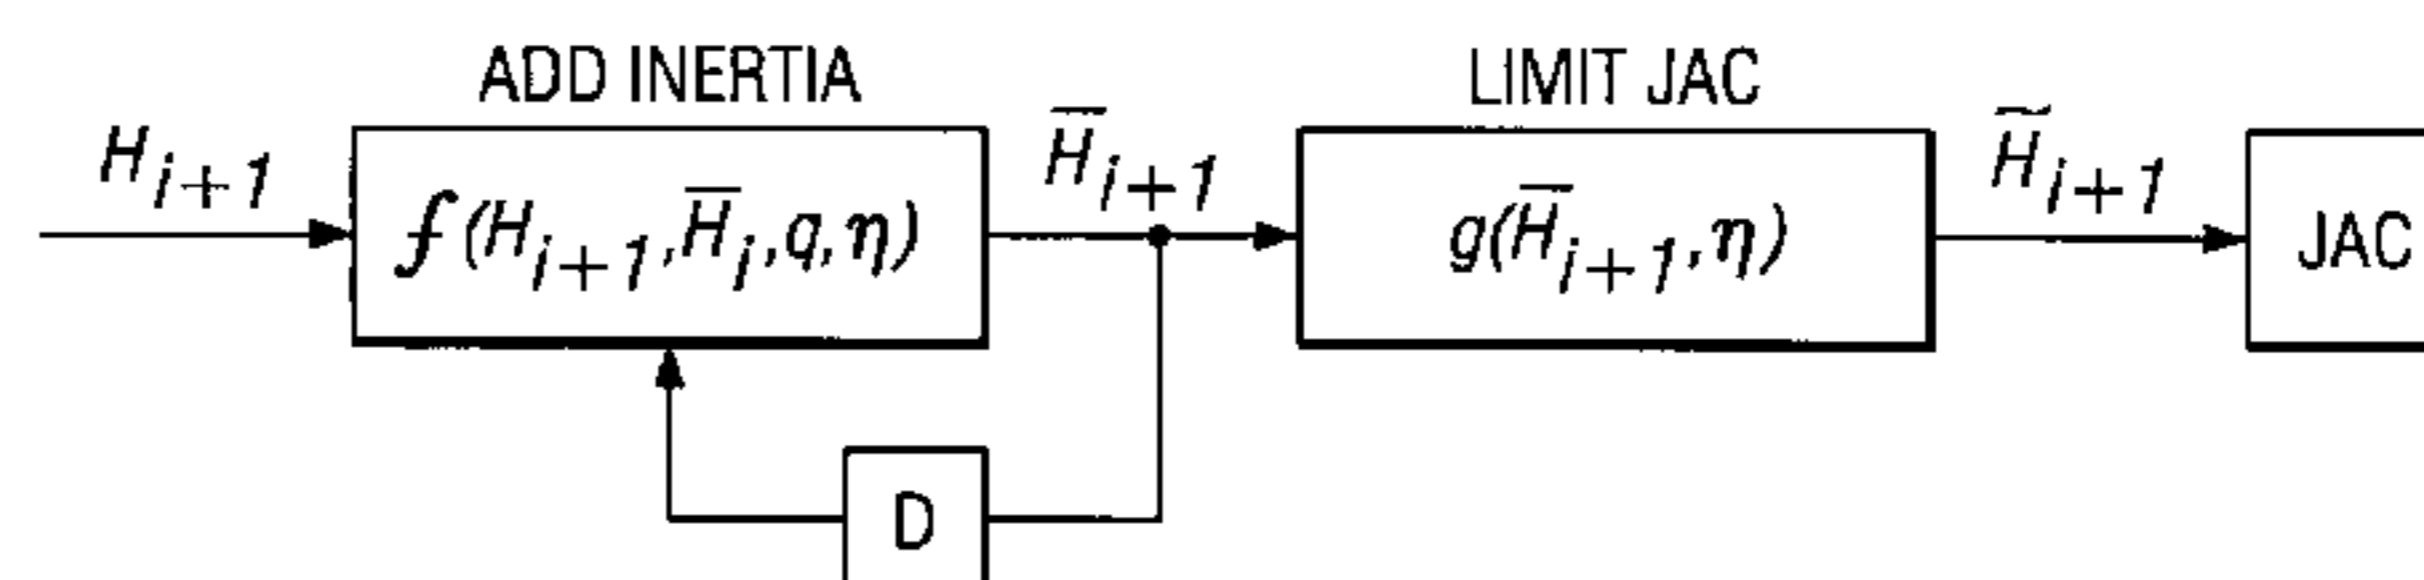 ADD INERTIA
LIMIT JAC
H_{i+1}
f(H_{i+1}, H̅_i, q, η)
H̅_{i+1}
g(H̅_{i+1}, η)
H̃_{i+1}
JAC
D